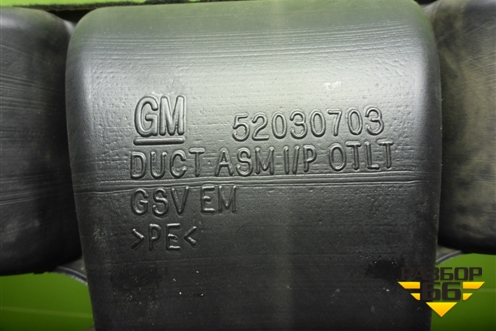 GM 52030703
DUCT ASM I/P OTLT
GSV EM
>PE<
РАЗБОР
66